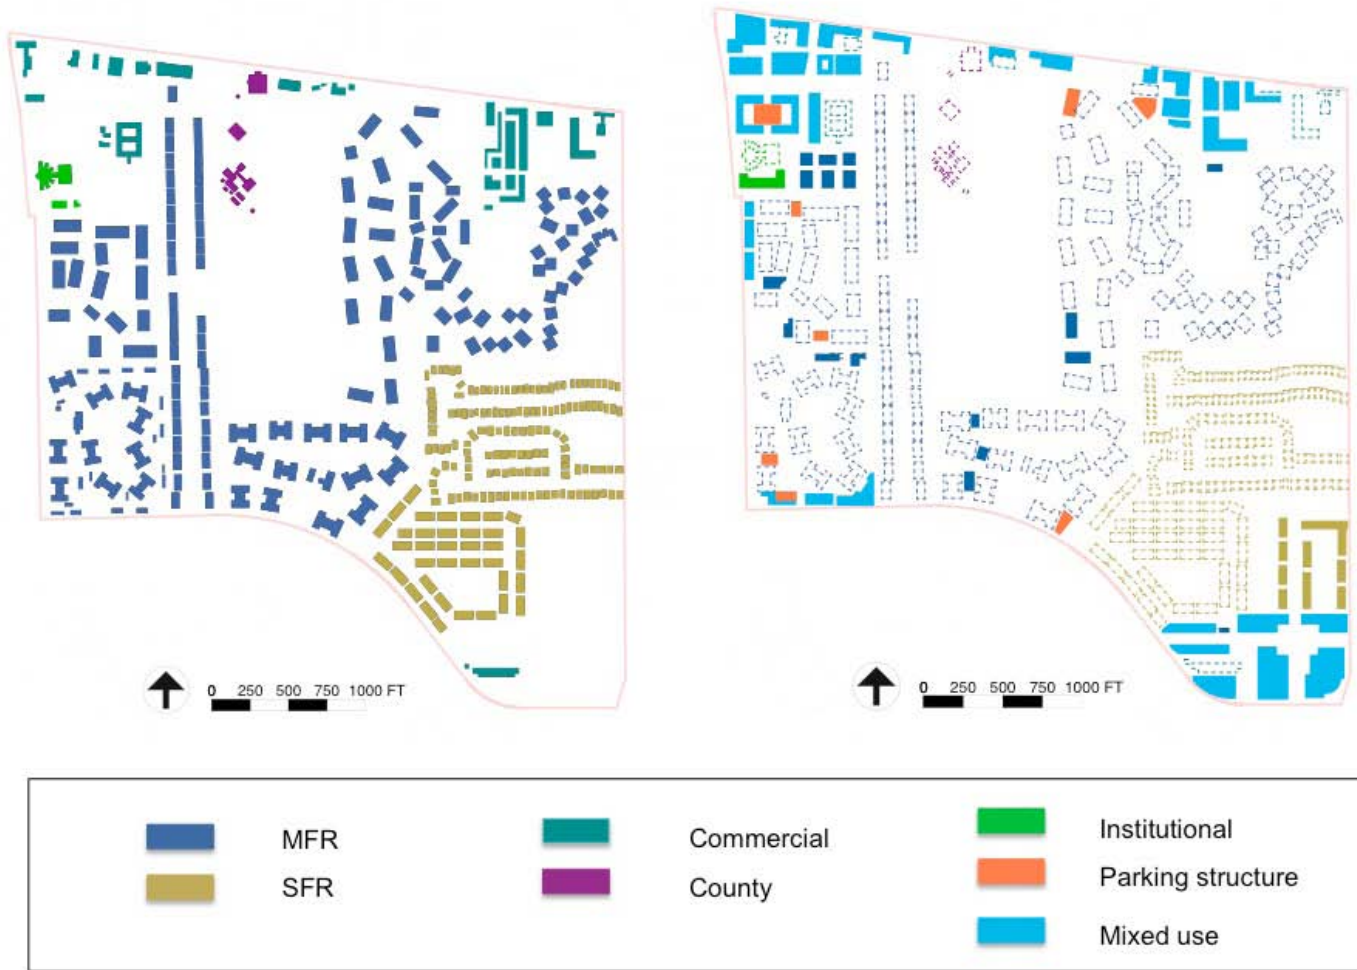 0 250 500 750 1000 FT
0 250 500 750 1000 FT
MFR
SFR
Commercial
County
Institutional
Parking structure
Mixed use